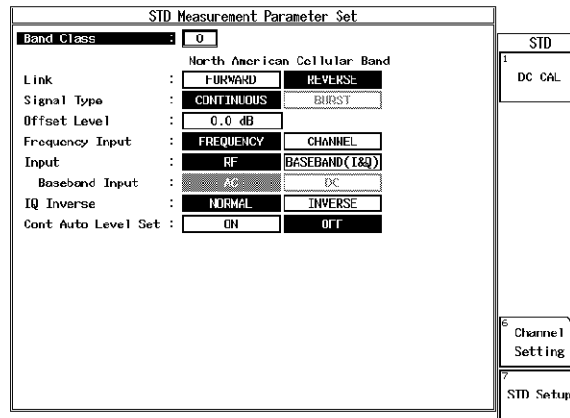 STD Measurement Parameter Set
Band Class : 0
North American Cellular Band
Link : FORWARD REVERSE
Signal Type : CONTINUOUS BURST
Offset Level : 0.0 dB
Frequency Input : FREQUENCY CHANNEL
Input : RF BASEBAND(I&Q)
Baseband Input : AC DC
IQ Inverse : NORMAL INVERSE
Cont Auto Level Set : ON OFF
STD
1
DC CAL
6
Channel
Setting
7
STD Setup